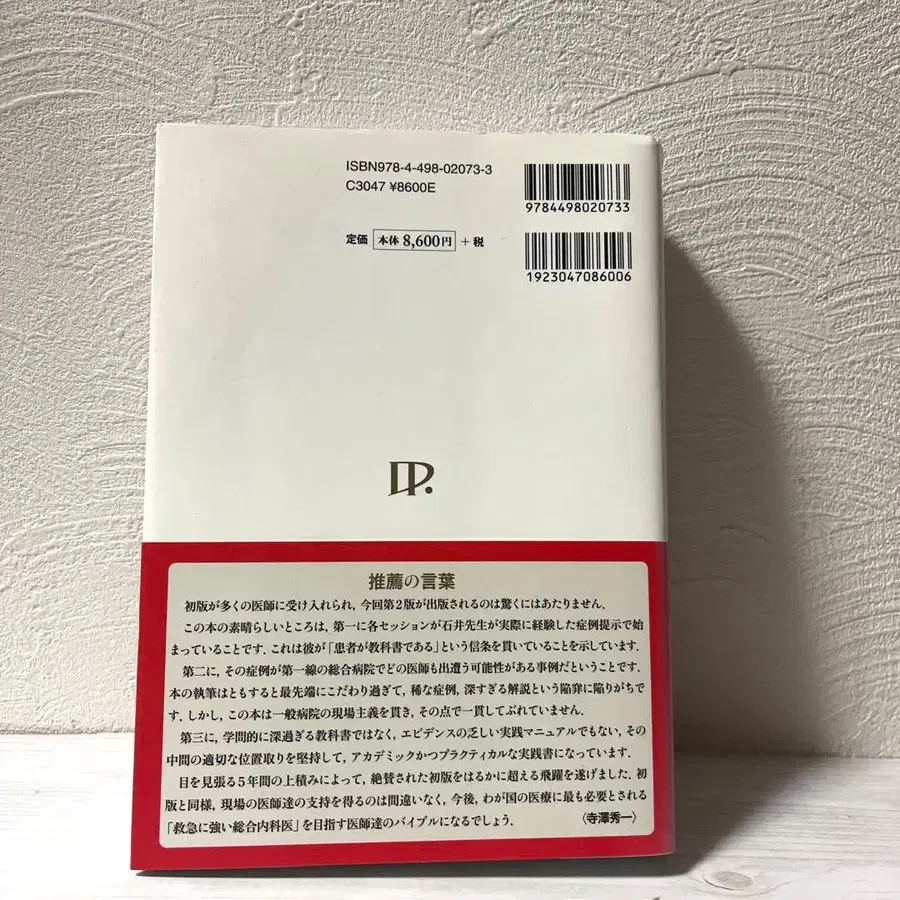 ISBN978-4-498-02073-3
C3047 ¥8600E
9784498020733
定価 本体 8,600円 + 税
1923047086006
推薦の言葉
初版が多くの医師に受け入れられ, 今回第2版が出版されるのは驚くにはあたりません.
この本の素晴らしいところは, 第一に各セッションが石井先生が実際に経験した症例提示で始
まっていることです. これは彼が「患者が教科書である」という信条を貫いていることを示しています.
第二に, その症例が第一線の総合病院でどの医師も出遭う可能性がある事例だということです.
本の執筆はともすると最先端にこだわり過ぎて, 稀な症例, 深すぎる解説という陥穽に陥りがちで
す. しかし, この本は一般病院の現場主義を貫き, その点で一貫してぶれていません.
第三に, 学問的に深過ぎる教科書ではなく, エビデンスの乏しい実践マニュアルでもない, その
中間の適切な位置取りを堅持して, アカデミックかつプラクティカルな実践書になっています.
目を見張る5年間の上積みによって, 絶賛された初版をはるかに超える飛躍を遂げました. 初
版と同様, 現場の医師達の支持を得るのは間違いなく, 今後, わが国の医療に最も必要とされる
「救急に強い総合内科医」を目指す医師達のバイブルになるでしょう. 〈寺澤秀一〉